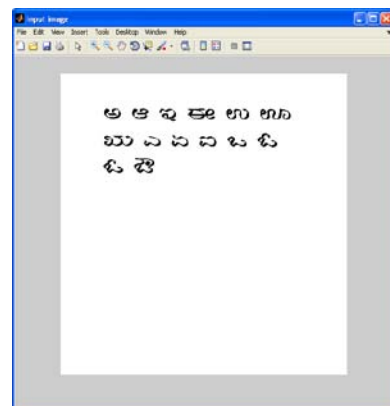 Input image
File Edit View Insert Tools Desktop Window Help
ಅ ಆ ಇ ಈ ಉ ಊ
ಋ ಎ ಏ ಐ ಒ ಓ
ಓ ಔ